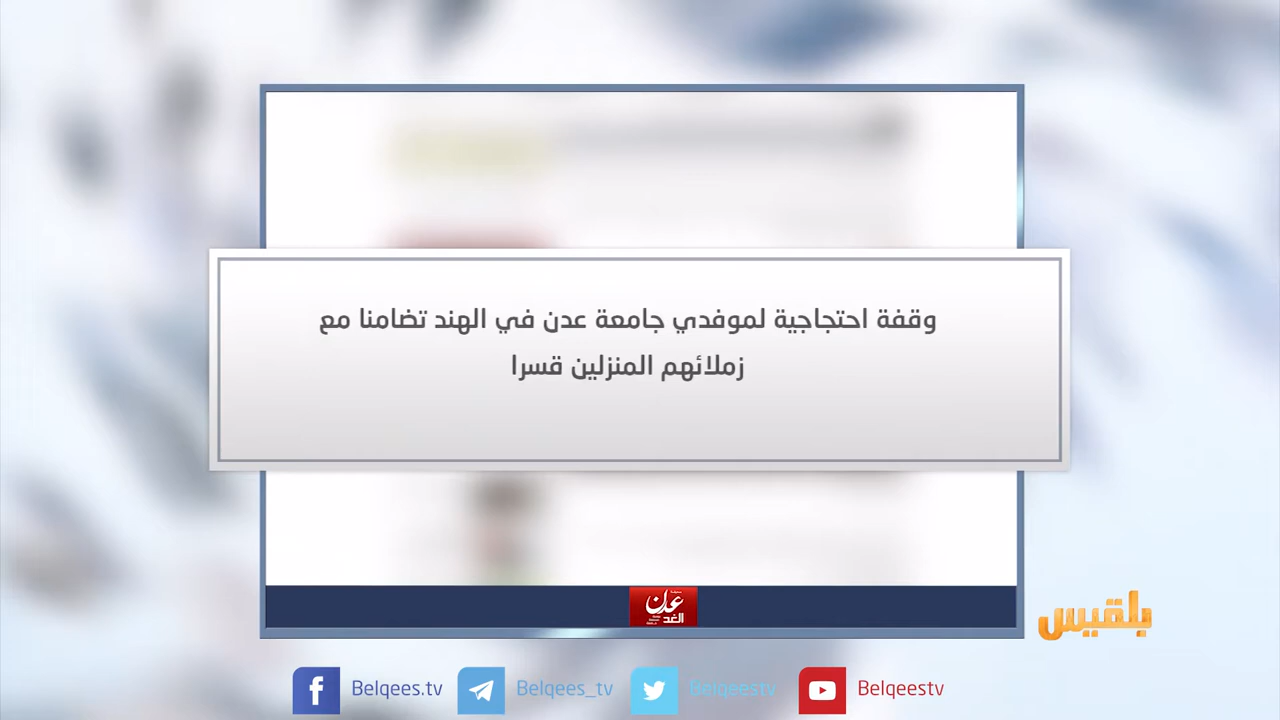 وقفة احتجاجية لموفدي جامعة عدن في الهند تضامنا مع
زملائهم المنزلين قسرا
عدن
الغد
بلقيس
Belqees.tv
Belqees_tv
Belqeestv
Belqeestv